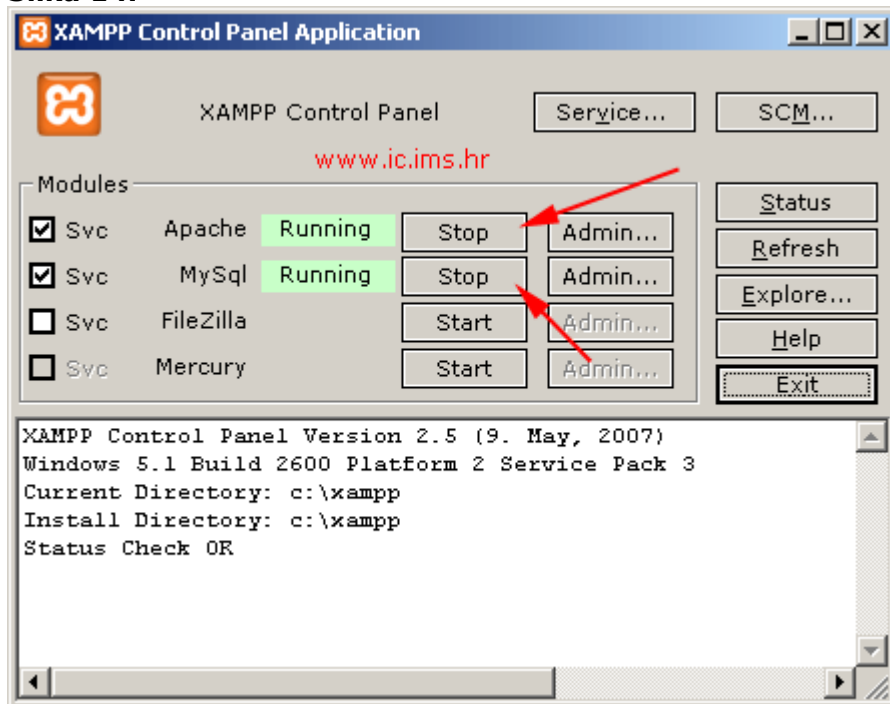 XAMPP Control Panel Application
XAMPP Control Panel Service... SCM...
www.ic.ims.hr
Modules
Svc Apache Running Stop Admin...
Svc MySql Running Stop Admin...
Svc FileZilla Start Admin...
Svc Mercury Start Admin...
Status
Refresh
Explore...
Help
Exit
XAMPP Control Panel Version 2.5 (9. May, 2007)
Windows 5.1 Build 2600 Platform 2 Service Pack 3
Current Directory: c:\xampp
Install Directory: c:\xampp
Status Check OK